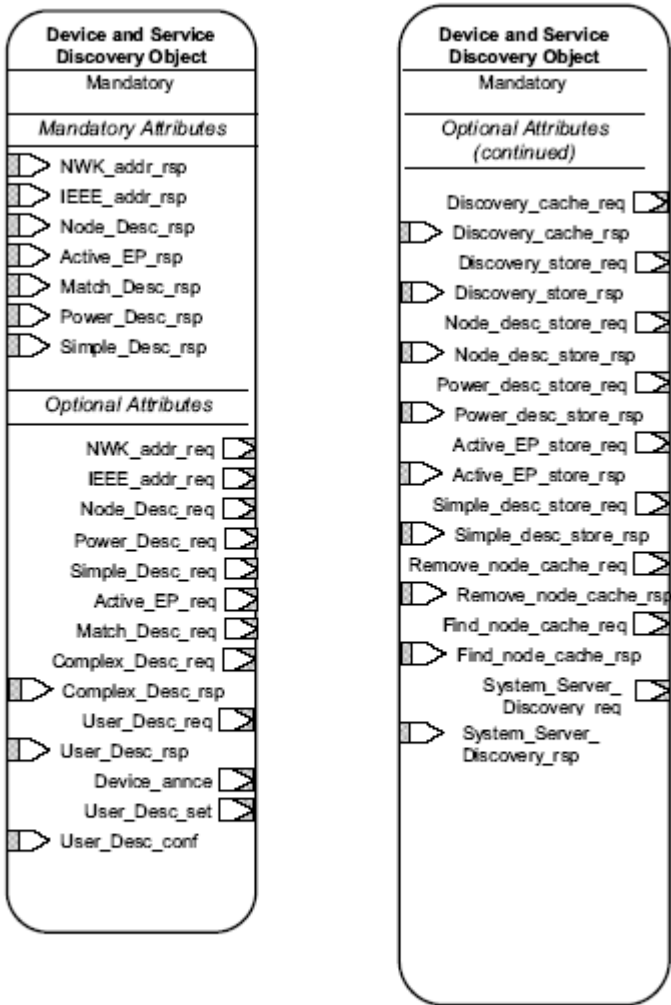 Device and Service
Discovery Object
Mandatory
Mandatory Attributes
NWK_addr_rsp
IEEE_addr_rsp
Node_Desc_rsp
Active_EP_rsp
Match_Desc_rsp
Power_Desc_rsp
Simple_Desc_rsp
Optional Attributes
NWK_addr_req
IEEE_addr_req
Node_Desc_req
Power_Desc_req
Simple_Desc_req
Active_EP_req
Match_Desc_req
Complex_Desc_req
Complex_Desc_rsp
User_Desc_req
User_Desc_rsp
Device_annce
User_Desc_set
User_Desc_conf
Device and Service
Discovery Object
Mandatory
Optional Attributes
(continued)
Discovery_cache_req
Discovery_cache_rsp
Discovery_store_req
Discovery_store_rsp
Node_desc_store_req
Node_desc_store_rsp
Power_desc_store_req
Power_desc_store_rsp
Active_EP_store_req
Active_EP_store_rsp
Simple_desc_store_req
Simple_desc_store_rsp
Remove_node_cache_req
Remove_node_cache_rsp
Find_node_cache_req
Find_node_cache_rsp
System_Server_
Discovery_req
System_Server_
Discovery_rsp